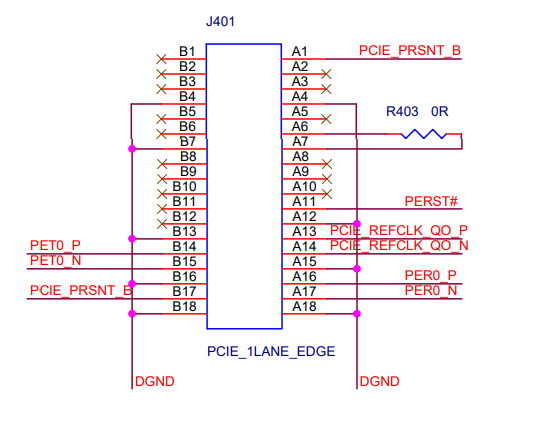 J401
B1 A1 PCIE_PRSNT_B
B2 A2
B3 A3
B4 A4
B5 A5 R403 0R
B6 A6
B7 A7
B8 A8
B9 A9
B10 A10
B11 A11 PERST#
B12 A12
B13 A13 PCIE_REFCLK_QO_P
PET0_P B14 A14 PCIE_REFCLK_QO_N
PET0_N B15 A15
B16 A16 PER0_P
PCIE_PRSNT_B B17 A17 PER0_N
B18 A18
PCIE_1LANE_EDGE
DGND DGND